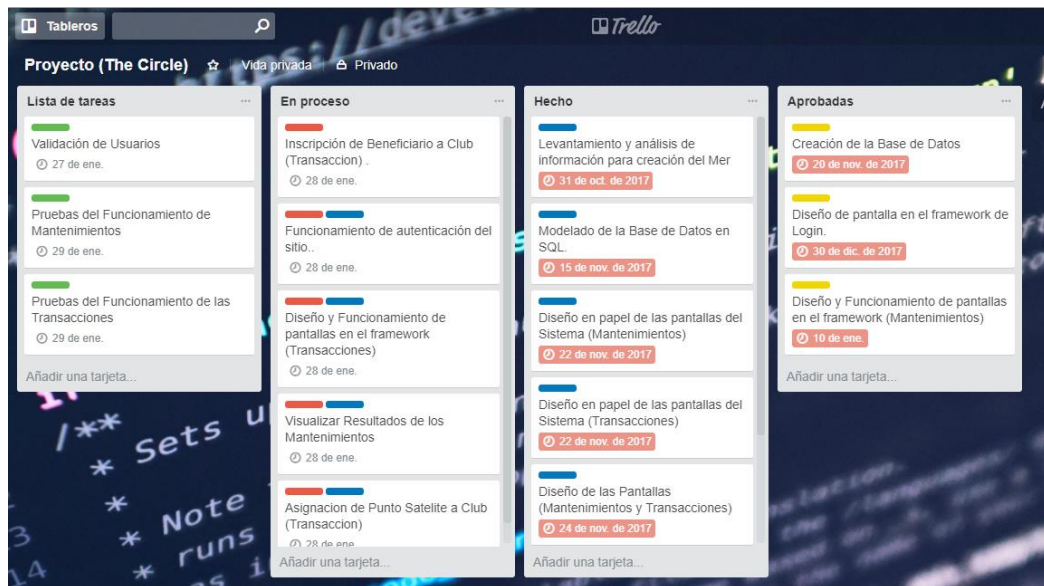 Tableros
Trello
Proyecto (The Circle)
Vida privada
Privado
Lista de tareas
Validación de Usuarios
27 de ene.
Pruebas del Funcionamiento de
Mantenimientos
29 de ene.
Pruebas del Funcionamiento de las
Transacciones
29 de ene.
Añadir una tarjeta...
En proceso
Inscripción de Beneficiario a Club
(Transaccion) .
28 de ene.
Funcionamiento de autenticación del
sitio..
28 de ene.
Diseño y Funcionamiento de
pantallas en el framework
(Transacciones)
28 de ene.
Visualizar Resultados de los
Mantenimientos
28 de ene.
Asignacion de Punto Satelite a Club
(Transaccion)
28 de ene.
Añadir una tarjeta...
Hecho
Levantamiento y análisis de
información para creación del Mer
31 de oct. de 2017
Modelado de la Base de Datos en
SQL.
15 de nov. de 2017
Diseño en papel de las pantallas del
Sistema (Mantenimientos)
22 de nov. de 2017
Diseño en papel de las pantallas del
Sistema (Transacciones)
22 de nov. de 2017
Diseño de las Pantallas
(Mantenimientos y Transacciones)
24 de nov. de 2017
Añadir una tarjeta...
Aprobadas
Creación de la Base de Datos
20 de nov. de 2017
Diseño de pantalla en el framework de
Login.
30 de dic. de 2017
Diseño y Funcionamiento de pantallas
en el framework (Mantenimientos)
10 de ene.
Añadir una tarjeta...
/**
* Sets u
*
* Note
* runs
*
3
14